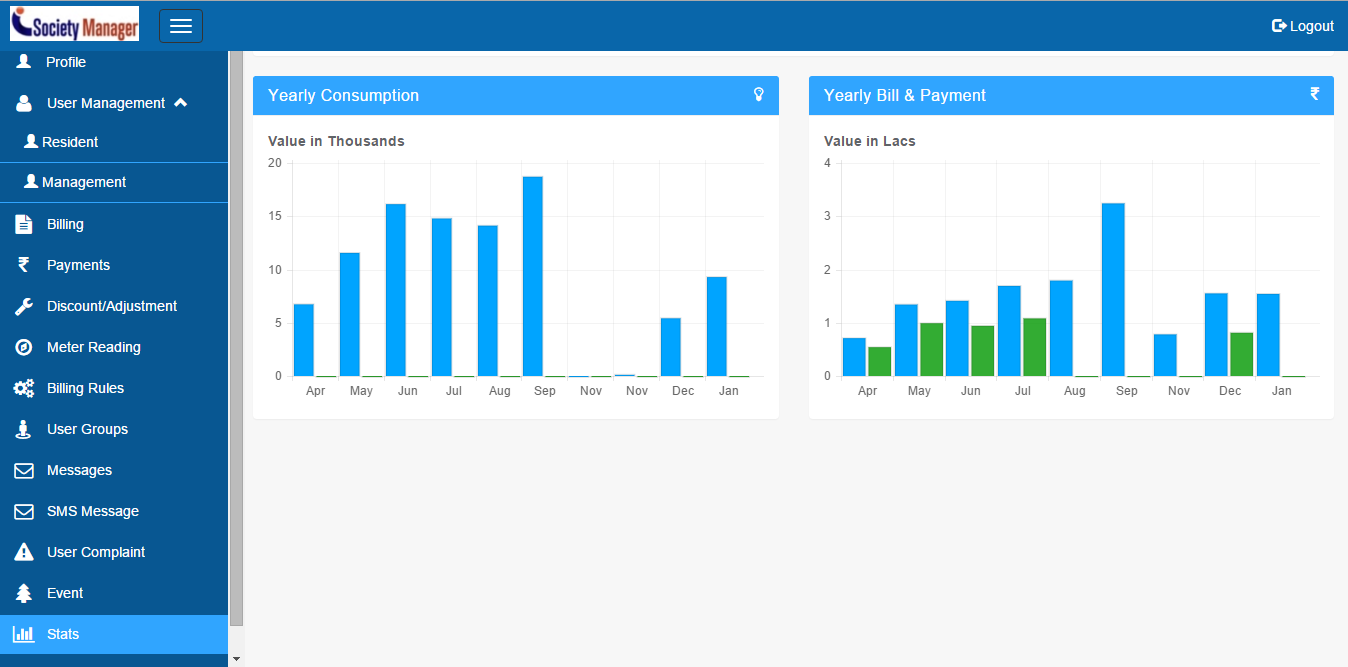 Society Manager
Logout
Profile
User Management
Resident
Management
Billing
Payments
Discount/Adjustment
Meter Reading
Billing Rules
User Groups
Messages
SMS Message
User Complaint
Event
Stats
Yearly Consumption
Value in Thousands
20
15
10
5
0
Apr May Jun Jul Aug Sep Nov Nov Dec Jan
Yearly Bill & Payment
₹
Value in Lacs
4
3
2
1
0
Apr May Jun Jul Aug Sep Nov Dec Jan